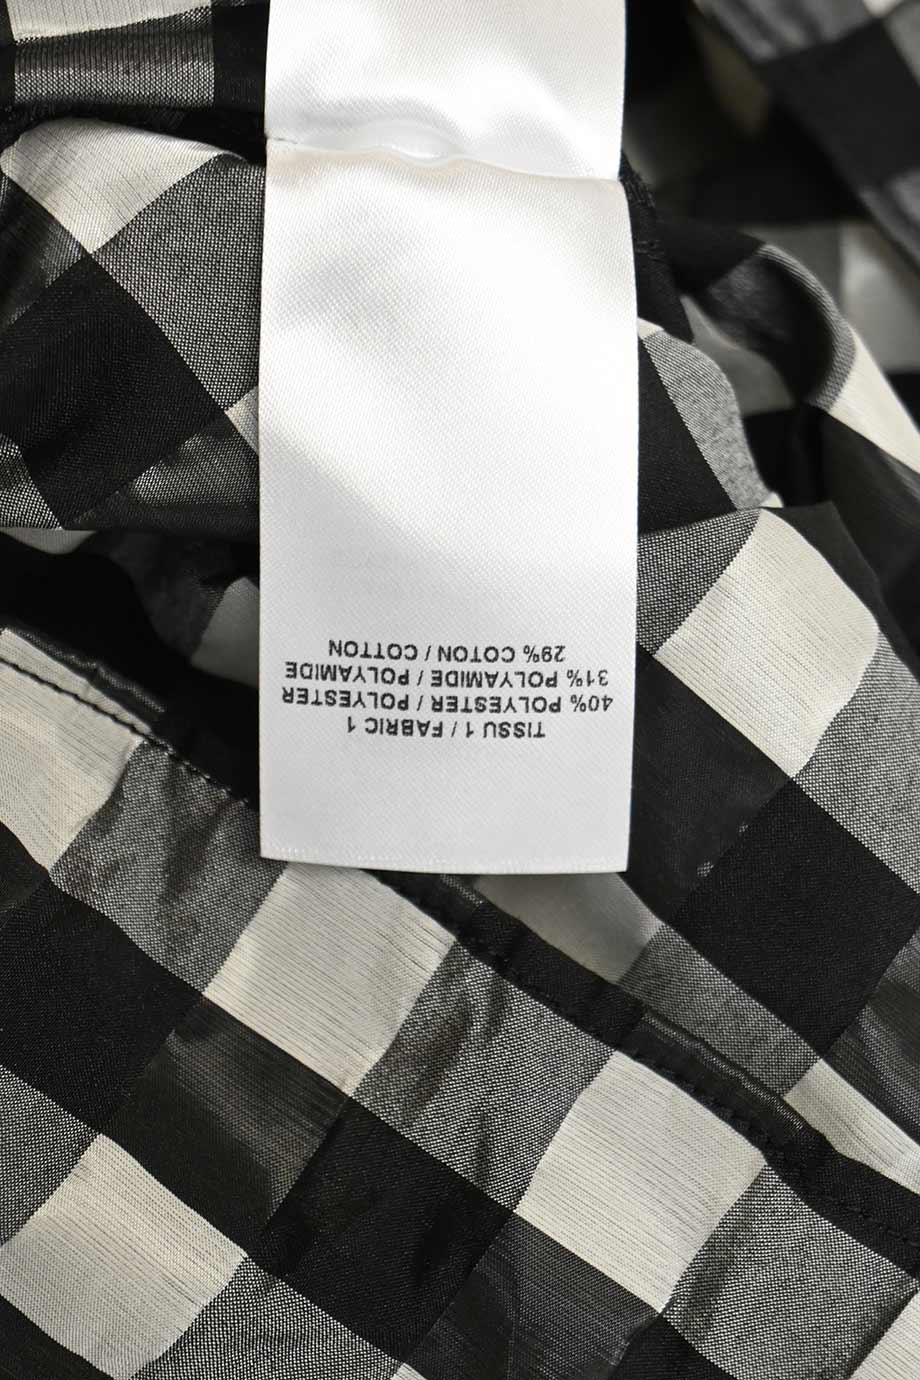 TISSU 1 / FABRIC 1
40% POLYESTER / POLYESTER
31% POLYAMIDE / POLYAMIDE
29% COTON / COTTON